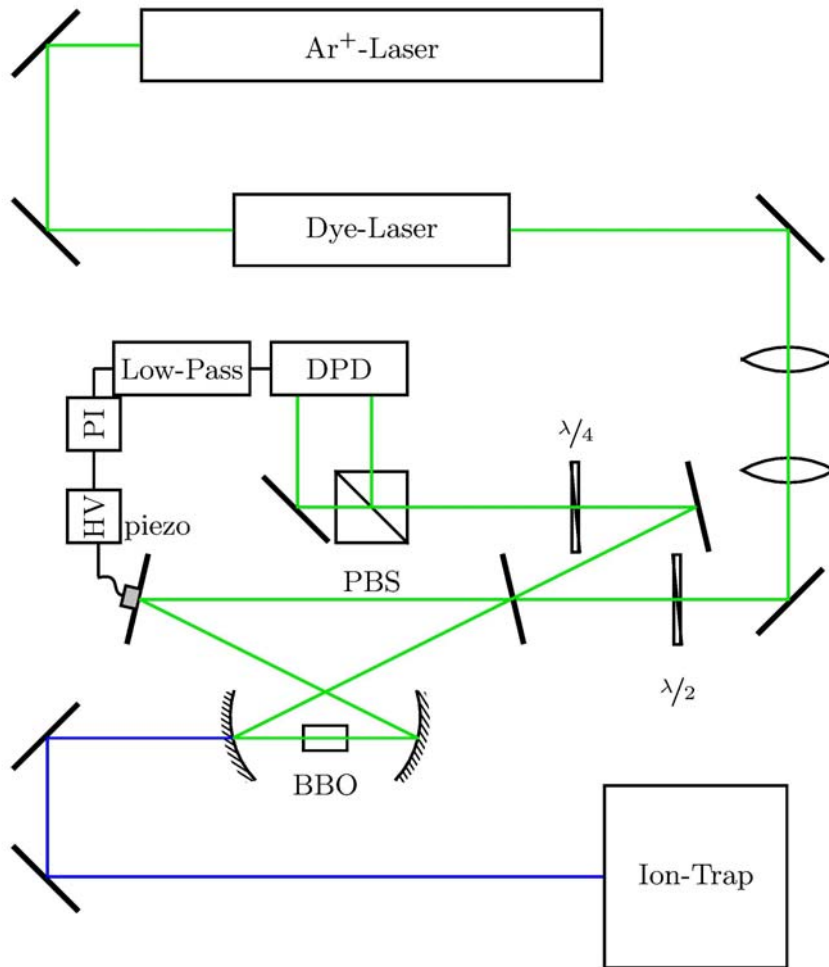 Ar⁺-Laser
Dye-Laser
Low-Pass
DPD
PI
λ/4
HV
piezo
PBS
λ/2
BBO
Ion-Trap